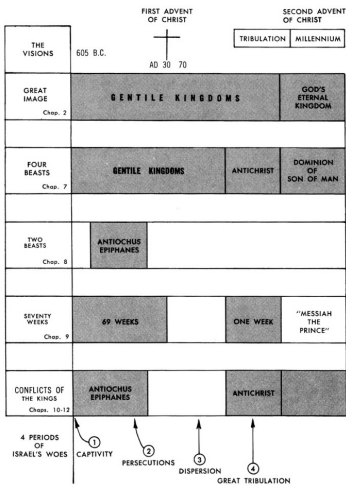 FIRST ADVENT
OF CHRIST
SECOND ADVENT
OF CHRIST
TRIBULATION
MILLENNIUM
THE
VISIONS
605 B.C.
AD 30 70
GREAT
IMAGE
Chap. 2
GENTILE KINGDOMS
GOD'S
ETERNAL
KINGDOM
FOUR
BEASTS
Chap. 7
GENTILE KINGDOMS
ANTICHRIST
DOMINION
OF
SON OF MAN
TWO
BEASTS
Chap. 8
ANTIOCHUS
EPIPHANES
SEVENTY
WEEKS
Chap. 9
69 WEEKS
ONE WEEK
"MESSIAH
THE
PRINCE"
CONFLICTS OF
THE KINGS
Chaps. 10-12
ANTIOCHUS
EPIPHANES
ANTICHRIST
4 PERIODS
OF
ISRAEL'S WOES
1
CAPTIVITY
2
PERSECUTIONS
3
DISPERSION
4
GREAT TRIBULATION